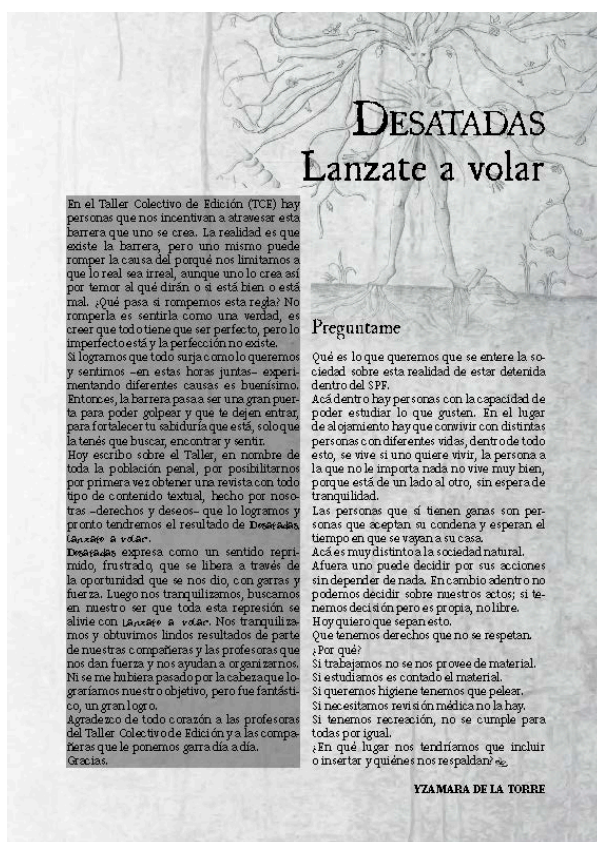 DESATADAS
Lanzate a volar
En el Taller Colectivo de Edición (TCE) hay
personas que nos incentivan a atravesar esta
barrera que uno se crea. La realidad es que
existe la barrera, pero uno mismo puede
romper la causa del porqué nos limitamos a
que lo real sea irreal, aunque uno lo crea así
por temor al qué dirán o si está bien o está
mal. ¿Qué pasa si rompemos esta regla? No
romperla es sentirla como una verdad, es
creer que todo tiene que ser perfecto, pero lo
imperfecto está y la perfección no existe.
Si logramos que todo surja como lo queremos
y sentimos –en estas horas juntas– experi-
mentando diferentes causas es buenísimo.
Entonces, la barrera pasa a ser una gran puer-
ta para poder golpear y que te dejen entrar,
para fortalecer tu sabiduría que está, solo que
la tenés que buscar, encontrar y sentir.
Hoy escribo sobre el Taller, en nombre de
toda la población penal, por posibilitarnos
por primera vez obtener una revista con todo
tipo de contenido textual, hecho por noso-
tras –derechos y deseos– que lo logramos y
pronto tendremos el resultado de Desatadas
Lanzate a volar.
Desatadas expresa como un sentido repri-
mido, frustrado, que se libera a través de
la oportunidad que se nos dio, con garras y
fuerza. Luego nos tranquilizamos, buscamos
en nuestro ser que toda esta represión se
alivie con Lanzate a volar. Nos tranquiliza-
mos y obtuvimos lindos resultados de parte
de nuestras compañeras y las profesoras que
nos dan fuerza y nos ayudan a organizarnos.
Ni se me hubiera pasado por la cabeza que lo-
graríamos nuestro objetivo, pero fue fantásti-
co, un gran logro.
Agradezco de todo corazón a las profesoras
del Taller Colectivo de Edición y a las compa-
ñeras que le ponemos garra día a día.
Gracias.
Preguntame
Qué es lo que queremos que se entere la so-
ciedad sobre esta realidad de estar detenida
dentro del SPF.
Acá dentro hay personas con la capacidad de
poder estudiar lo que gusten. En el lugar
de alojamiento hay que convivir con distintas
personas con diferentes vidas, dentro de todo
esto, se vive si uno quiere vivir, la persona a
la que no le importa nada no vive muy bien,
porque está de un lado al otro, sin espera de
tranquilidad.
Las personas que sí tienen ganas son per-
sonas que aceptan su condena y esperan el
tiempo en que se vayan a su casa.
Acá es muy distinto a la sociedad natural.
Afuera uno puede decidir por sus acciones
sin depender de nada. En cambio adentro no
podemos decidir sobre nuestros actos; si te-
nemos decisión pero es propia, no libre.
Hoy quiero que sepan esto.
Que tenemos derechos que no se respetan.
¿Por qué?
Si trabajamos no se nos provee de material.
Si estudiamos es contado el material.
Si queremos higiene tenemos que pelear.
Si necesitamos revisión médica no la hay.
Si tenemos recreación, no se cumple para
todas por igual.
¿En qué lugar nos tendríamos que incluir
o insertar y quiénes nos respaldan?
YZAMARA DE LA TORRE